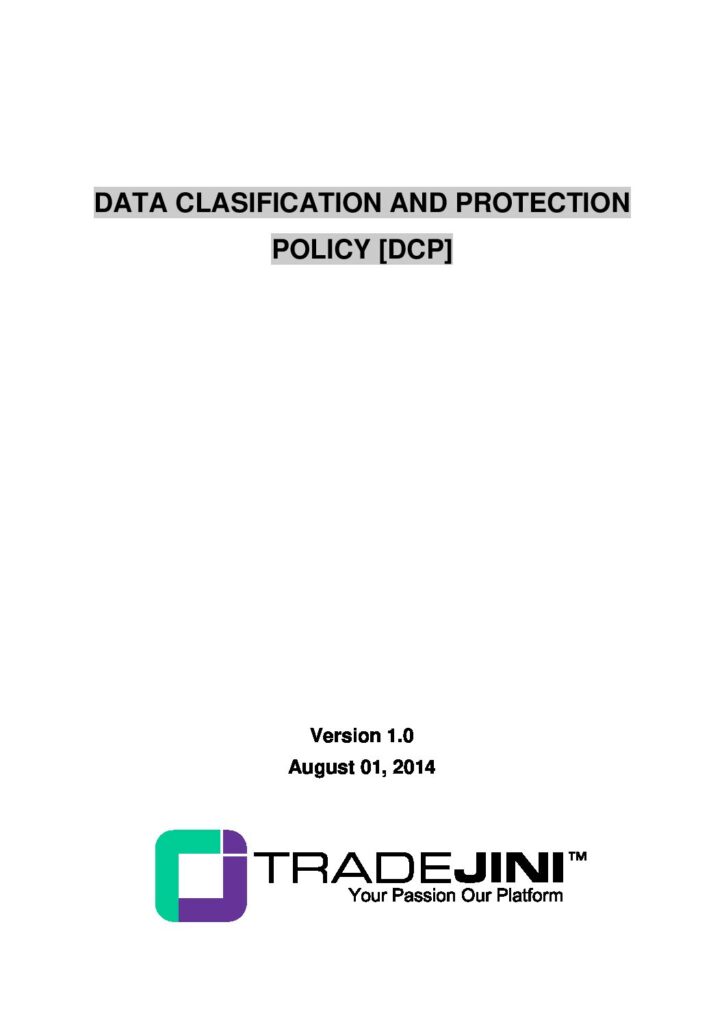 DATA CLASIFICATION AND PROTECTION
POLICY [DCP]
Version 1.0
August 01, 2014
TRADEJINI™
Your Passion Our Platform